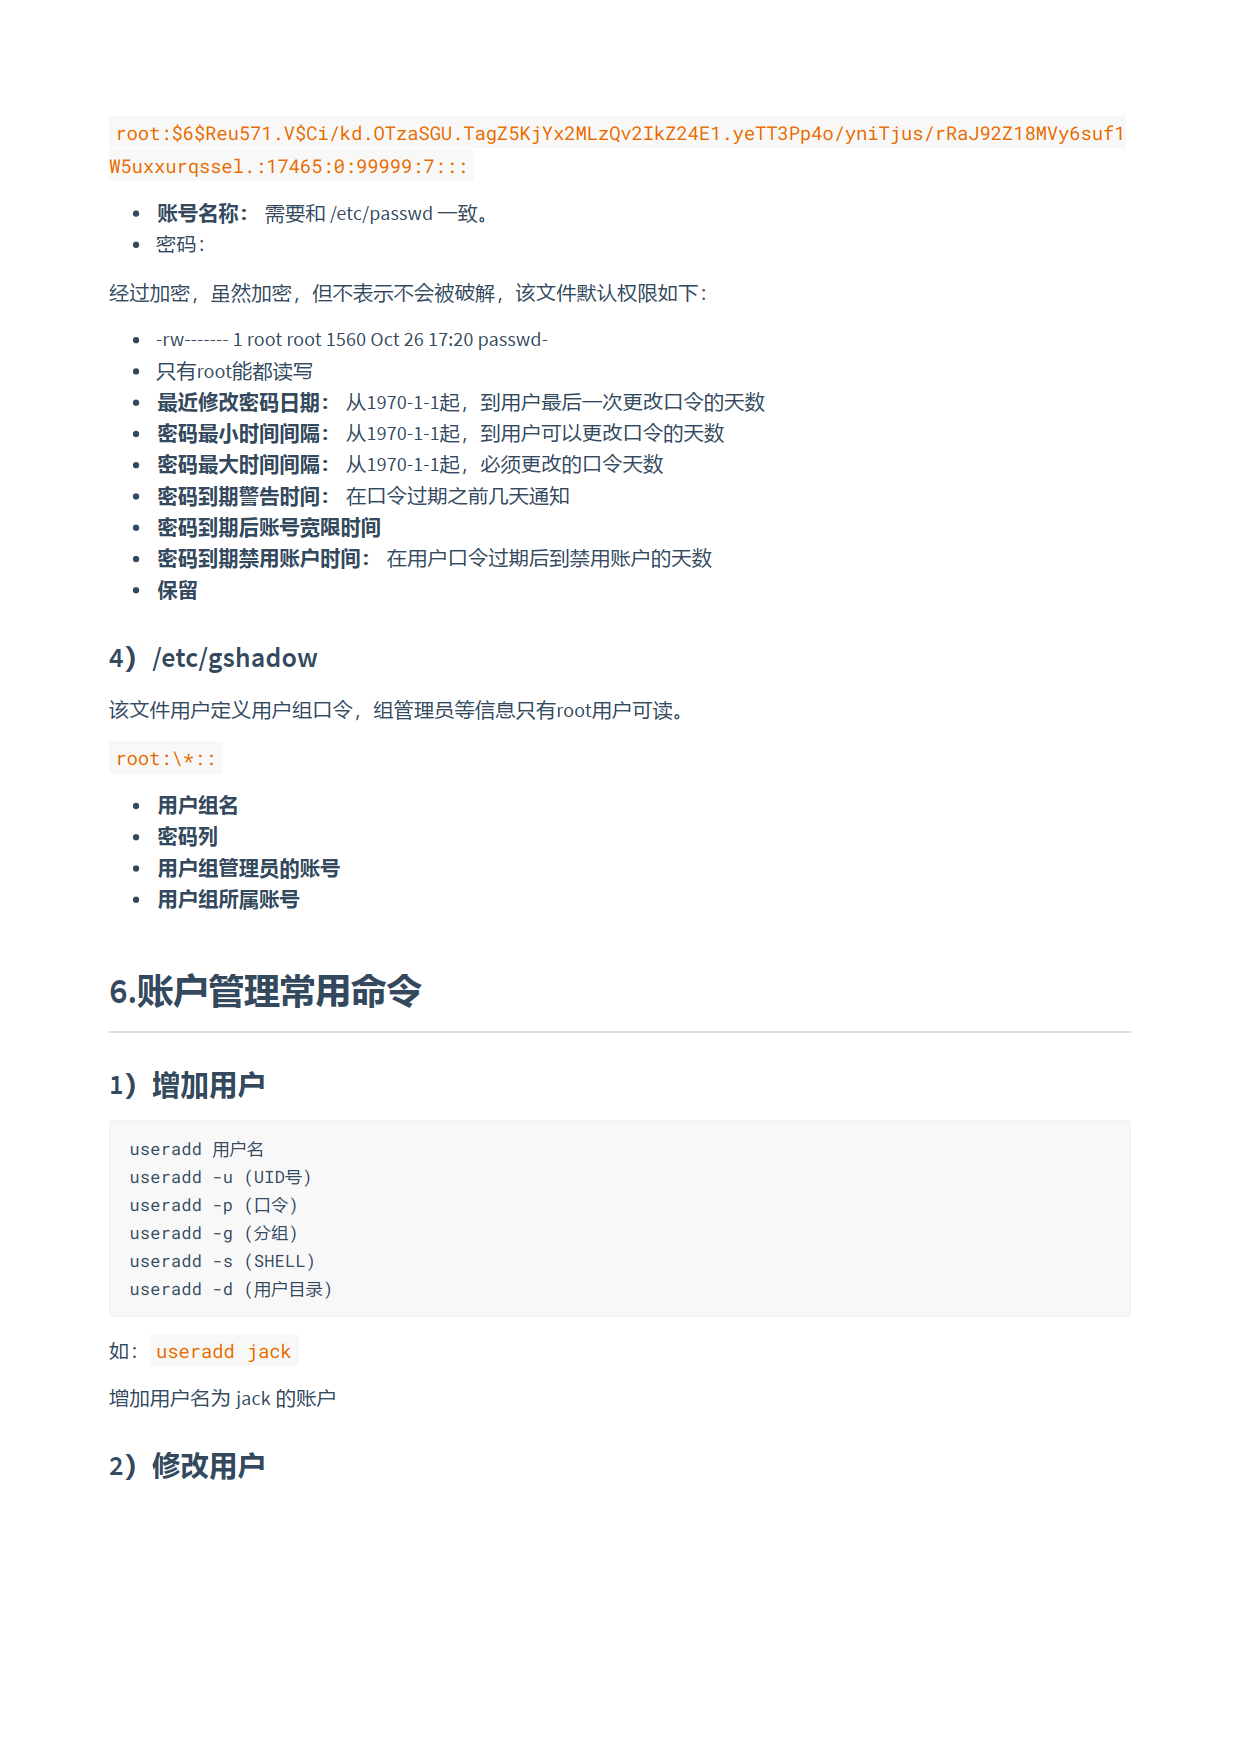 root:$6$Reu571.V$Ci/kd.OTzaSGU.TagZ5KjYx2MLzQv2IkZ24E1.yeTT3Pp4o/yniTjus/rRaJ92Z18MVy6suf1
W5uxxurqssel.:17465:0:99999:7:::
• 账号名称： 需要和 /etc/passwd 一致。
• 密码：
经过加密，虽然加密，但不表示不会被破解，该文件默认权限如下：
• -rw------- 1 root root 1560 Oct 26 17:20 passwd-
• 只有root能都读写
• 最近修改密码日期： 从1970-1-1起，到用户最后一次更改口令的天数
• 密码最小时间间隔： 从1970-1-1起，到用户可以更改口令的天数
• 密码最大时间间隔： 从1970-1-1起，必须更改的口令天数
• 密码到期警告时间： 在口令过期之前几天通知
• 密码到期后账号宽限时间
• 密码到期禁用账户时间： 在用户口令过期后到禁用账户的天数
• 保留
4）/etc/gshadow
该文件用户定义用户组口令，组管理员等信息只有root用户可读。
root:\*::
• 用户组名
• 密码列
• 用户组管理员的账号
• 用户组所属账号
6.账户管理常用命令
1）增加用户
useradd 用户名
useradd -u (UID号)
useradd -p (口令)
useradd -g (分组)
useradd -s (SHELL)
useradd -d (用户目录)
如： useradd jack
增加用户名为 jack 的账户
2）修改用户